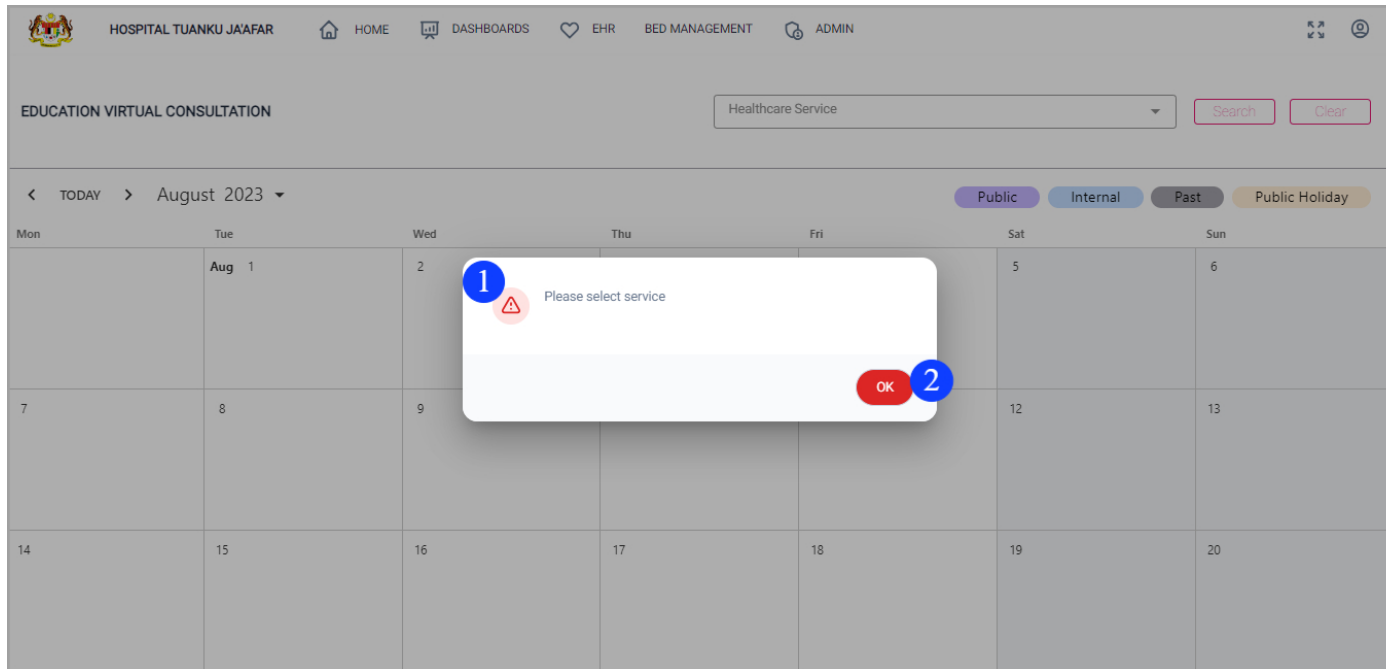 HOSPITAL TUANKU JA'AFAR HOME DASHBOARDS EHR BED MANAGEMENT ADMIN
EDUCATION VIRTUAL CONSULTATION Healthcare Service Search Clear
TODAY August 2023 Public Internal Past Public Holiday
Mon Tue Wed Thu Fri Sat Sun
Aug 1 2 5 6
1
Please select service
OK 2
7 8 9 12 13
14 15 16 17 18 19 20